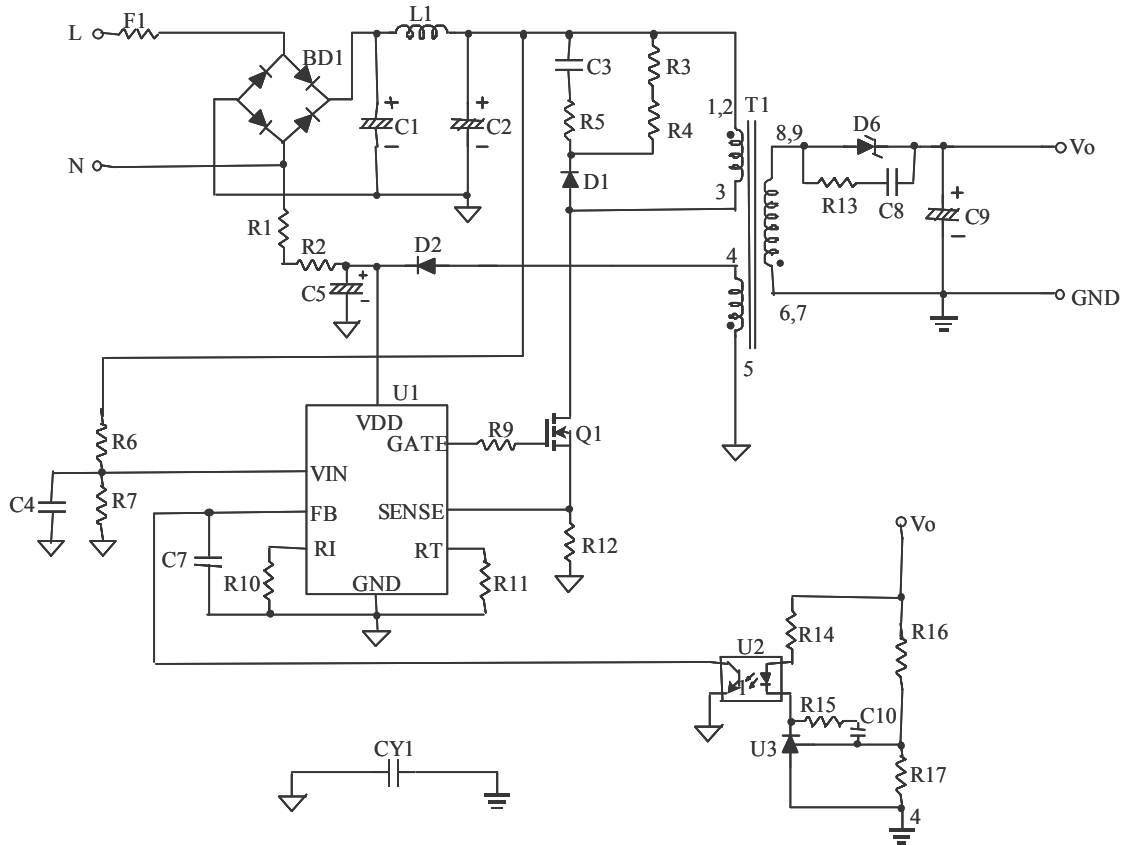 L1
F1
L
BD1
C3
R3
1,2
T1
C1
C2
R5
R4
8,9
D6
Vo
N
D1
3
R13
C8
C9
R1
R2
D2
4
C5
6,7
GND
5
U1
VDD
R6
GATE
R9
Q1
VIN
C4
R7
FB
SENSE
Vo
C7
RI
RT
R12
R10
GND
R11
U2
R14
R16
R15
C10
CY1
U3
R17
4
+
−
+
−
+
−
+
−